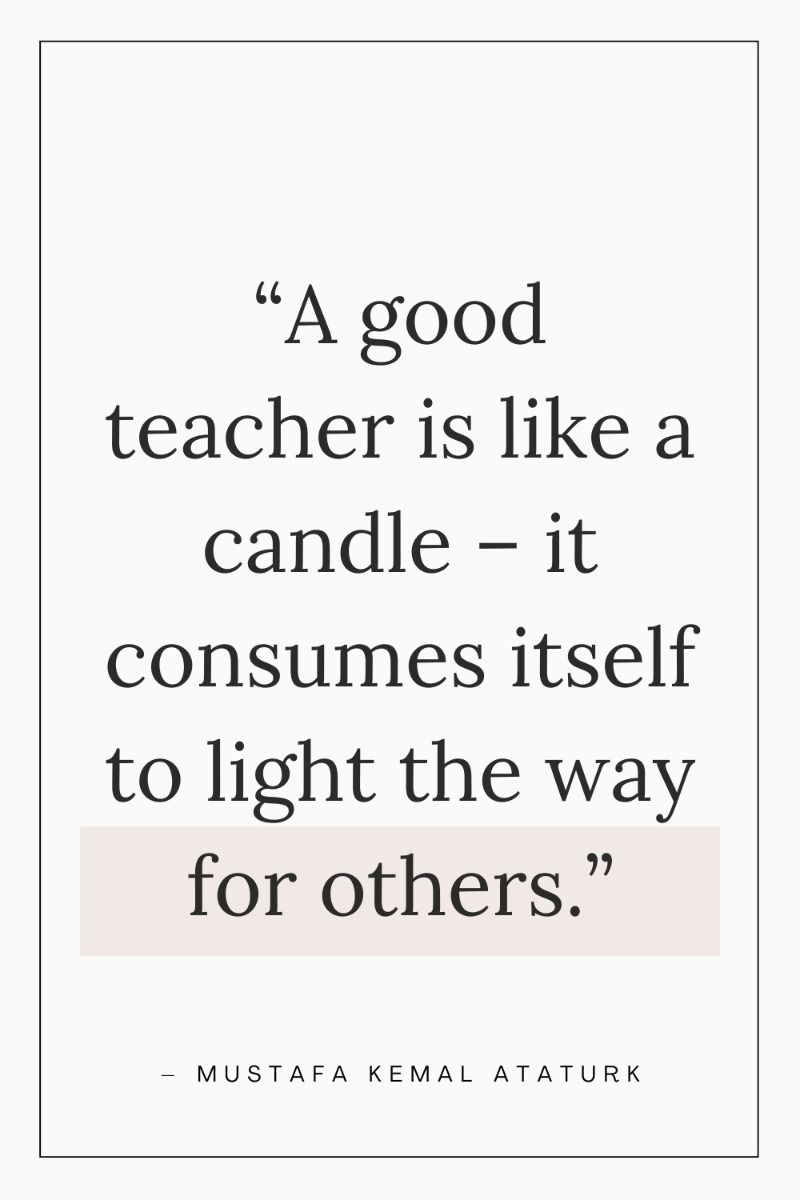 “A good
teacher is like a
candle – it
consumes itself
to light the way
for others.”
– MUSTAFA KEMAL ATATURK